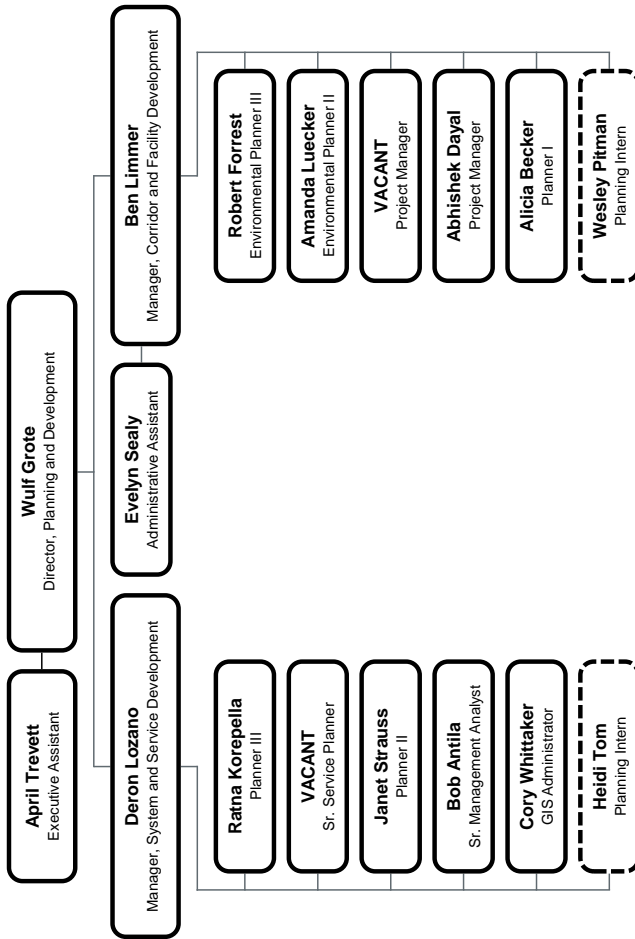 Wulf Grote
Director, Planning and Development
April Trevett
Executive Assistant
Deron Lozano
Manager, System and Service Development
Evelyn Sealy
Administrative Assistant
Ben Limmer
Manager, Corridor and Facility Development
Ratna Korepella
Planner III
VACANT
Sr. Service Planner
Janet Strauss
Planner II
Bob Antila
Sr. Management Analyst
Cory Whittaker
GIS Administrator
Heidi Tom
Planning Intern
Robert Forrest
Environmental Planner III
Amanda Luecker
Environmental Planner II
VACANT
Project Manager
Abhishek Dayal
Project Manager
Alicia Becker
Planner I
Wesley Pitman
Planning Intern